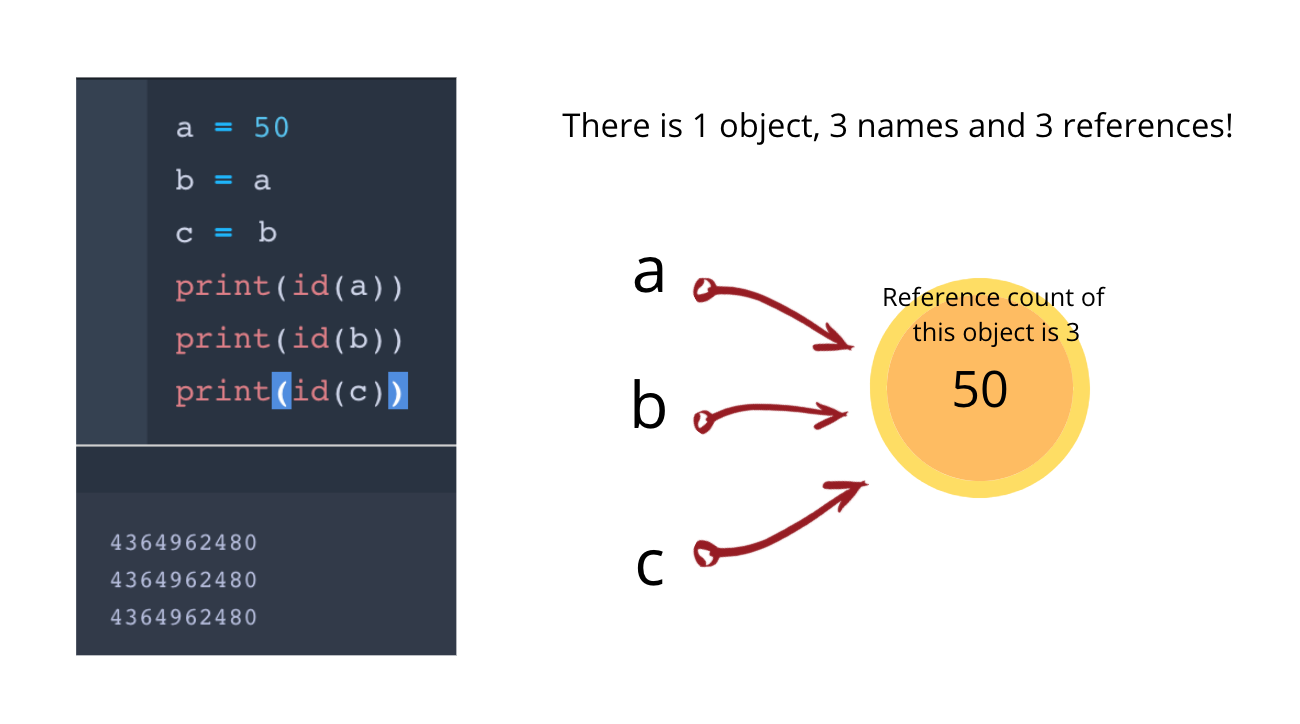 a = 50
b = a
c = b
print(id(a))
print(id(b))
print(id(c))
4364962480
4364962480
4364962480
There is 1 object, 3 names and 3 references!
a
b
c
Reference count of
this object is 3
50